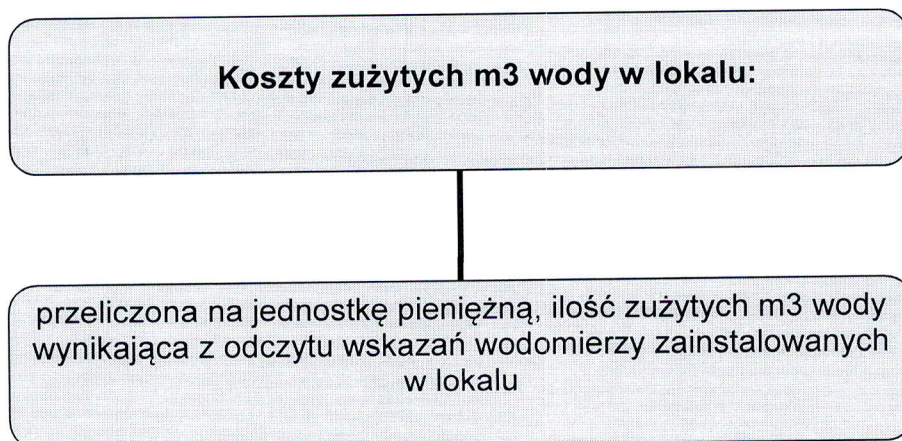 Koszty zużytych m3 wody w lokalu:
przeliczona na jednostkę pieniężną, ilość zużytych m3 wody
wynikająca z odczytu wskazań wodomierzy zainstalowanych
w lokalu